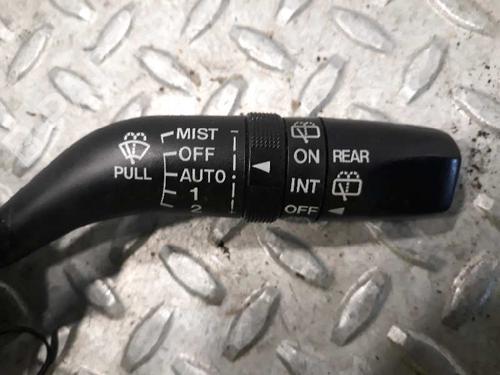 MIST
OFF
PULL
AUTO
1
2
ON REAR
INT
OFF